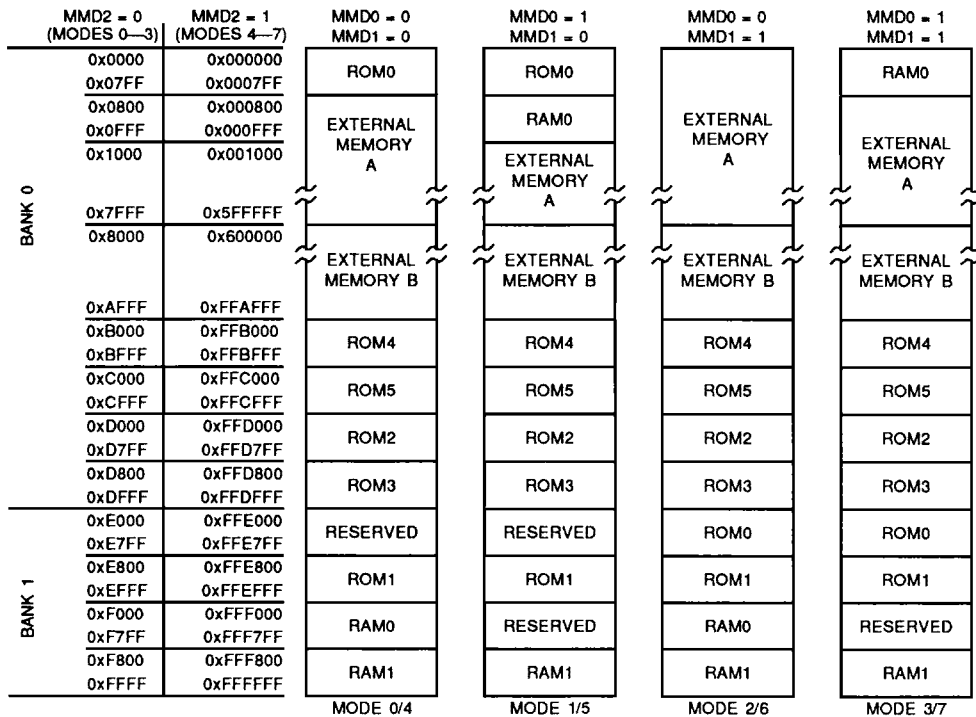 MMD2 = 0 MMD2 = 1 MMD0 = 0 MMD0 = 1 MMD0 = 0 MMD0 = 1
(MODES 0—3) (MODES 4—7) MMD1 = 0 MMD1 = 0 MMD1 = 1 MMD1 = 1
0x0000 0x000000 ROM0 ROM0 RAM0
0x07FF 0x0007FF
0x0800 0x000800 RAM0
0x0FFF 0x000FFF
EXTERNAL MEMORY A
EXTERNAL MEMORY A
EXTERNAL MEMORY A
EXTERNAL MEMORY A
0x1000 0x001000
BANK 0
0x7FFF 0x5FFFFF
0x8000 0x600000
EXTERNAL EXTERNAL EXTERNAL EXTERNAL
MEMORY B MEMORY B MEMORY B MEMORY B
0xAFFF 0xFFAFFF
0xB000 0xFFB000
ROM4 ROM4 ROM4 ROM4
0xBFFF 0xFFBFFF
0xC000 0xFFC000
ROM5 ROM5 ROM5 ROM5
0xCFFF 0xFFCFFF
0xD000 0xFFD000
ROM2 ROM2 ROM2 ROM2
0xD7FF 0xFFD7FF
0xD800 0xFFD800
ROM3 ROM3 ROM3 ROM3
0xDFFF 0xFFDFFF
BANK 1
0xE000 0xFFE000
RESERVED RESERVED ROM0 ROM0
0xE7FF 0xFFE7FF
0xE800 0xFFE800
ROM1 ROM1 ROM1 ROM1
0xEFFF 0xFFEFFF
0xF000 0xFFF000
RAM0 RESERVED RAM0 RESERVED
0xF7FF 0xFFF7FF
0xF800 0xFFF800
RAM1 RAM1 RAM1 RAM1
0xFFFF 0xFFFFFF
MODE 0/4 MODE 1/5 MODE 2/6 MODE 3/7